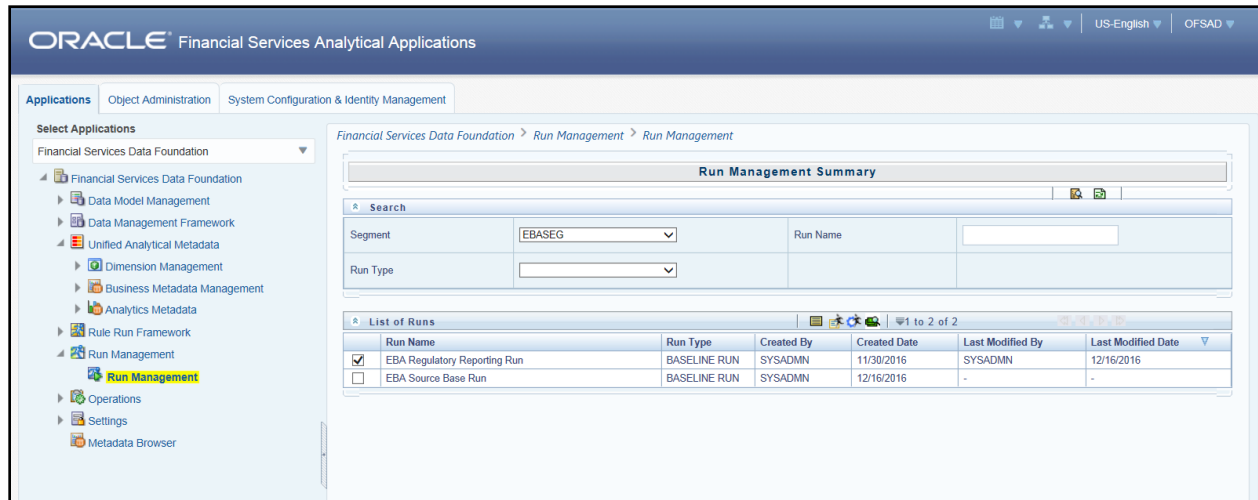 US-English OFSAD
ORACLE® Financial Services Analytical Applications
Applications Object Administration System Configuration & Identity Management
Select Applications
Financial Services Data Foundation
Financial Services Data Foundation
Data Model Management
Data Management Framework
Unified Analytical Metadata
Dimension Management
Business Metadata Management
Analytics Metadata
Rule Run Framework
Run Management
Run Management
Operations
Settings
Metadata Browser
Financial Services Data Foundation > Run Management > Run Management
Run Management Summary
Search
Segment EBASEG Run Name
Run Type
List of Runs 1 to 2 of 2
Run Name Run Type Created By Created Date Last Modified By Last Modified Date
EBA Regulatory Reporting Run BASELINE RUN SYSADMN 11/30/2016 SYSADMN 12/16/2016
EBA Source Base Run BASELINE RUN SYSADMN 12/16/2016 - -